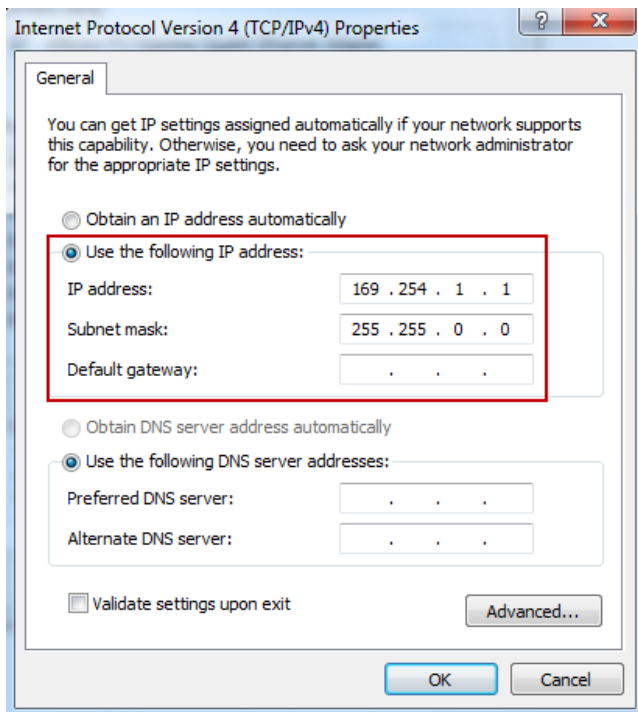 Internet Protocol Version 4 (TCP/IPv4) Properties
General
You can get IP settings assigned automatically if your network supports
this capability. Otherwise, you need to ask your network administrator
for the appropriate IP settings.
Obtain an IP address automatically
Use the following IP address:
IP address: 169 . 254 . 1 . 1
Subnet mask: 255 . 255 . 0 . 0
Default gateway: . . .
Obtain DNS server address automatically
Use the following DNS server addresses:
Preferred DNS server: . . .
Alternate DNS server: . . .
Validate settings upon exit
Advanced...
OK Cancel